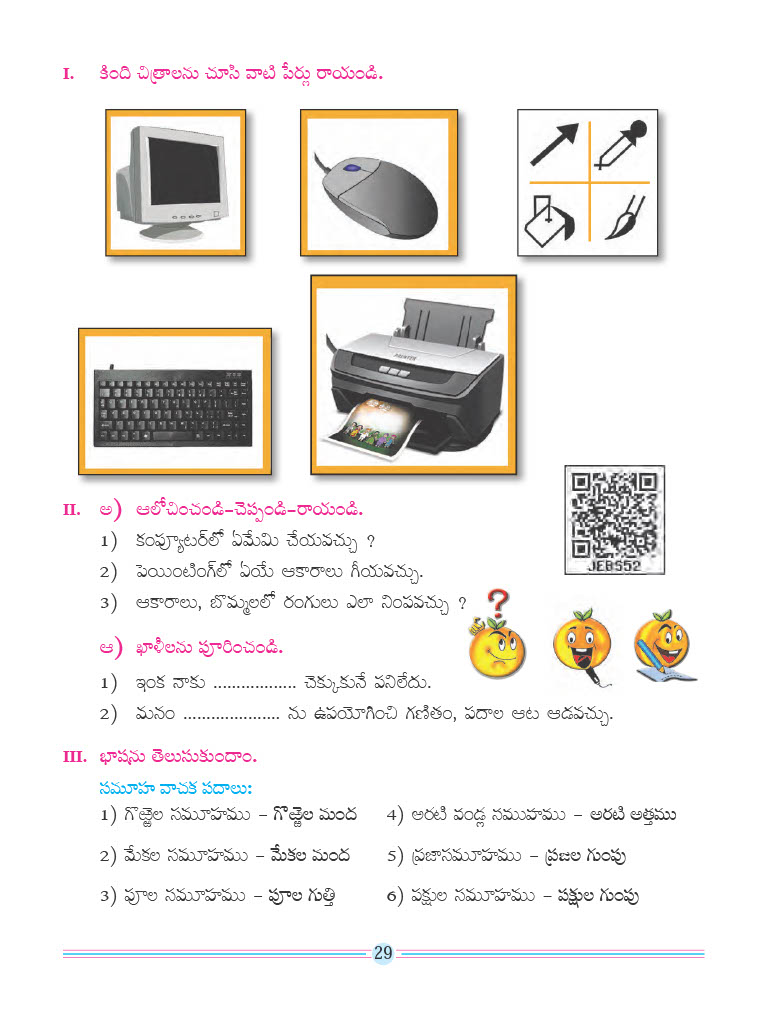 I. కింది చిత్రాలను చూసి వాటి పేర్లు రాయండి.
PRINTER
JEBS52
II. అ) ఆలోచించండి-చెప్పండి-రాయండి.
1) కంప్యూటర్‌లో ఏమేమి చేయవచ్చు ?
2) పెయింటింగ్‌లో ఏయే ఆకారాలు గీయవచ్చు.
3) ఆకారాలు, బొమ్మలలో రంగులు ఎలా నింపవచ్చు ?
ఆ) ఖాళీలను పూరించండి.
1) ఇంక నాకు .................. చెక్కుకునే పనిలేదు.
2) మనం ..................... ను ఉపయోగించి గణితం, పదాల ఆట ఆడవచ్చు.
III. భాషను తెలుసుకుందాం.
సమూహ వాచక పదాలు:
1) గొఱ్ఱెల సమూహము – గొఱ్ఱెల మంద 4) అరటి వండ్ల సముహము – అరటి అత్తము
2) మేకల సమూహము – మేకల మంద 5) ప్రజాసమూహము – ప్రజల గుంపు
3) పూల సమూహము – పూల గుత్తి 6) పక్షుల సమూహము – పక్షుల గుంపు
29